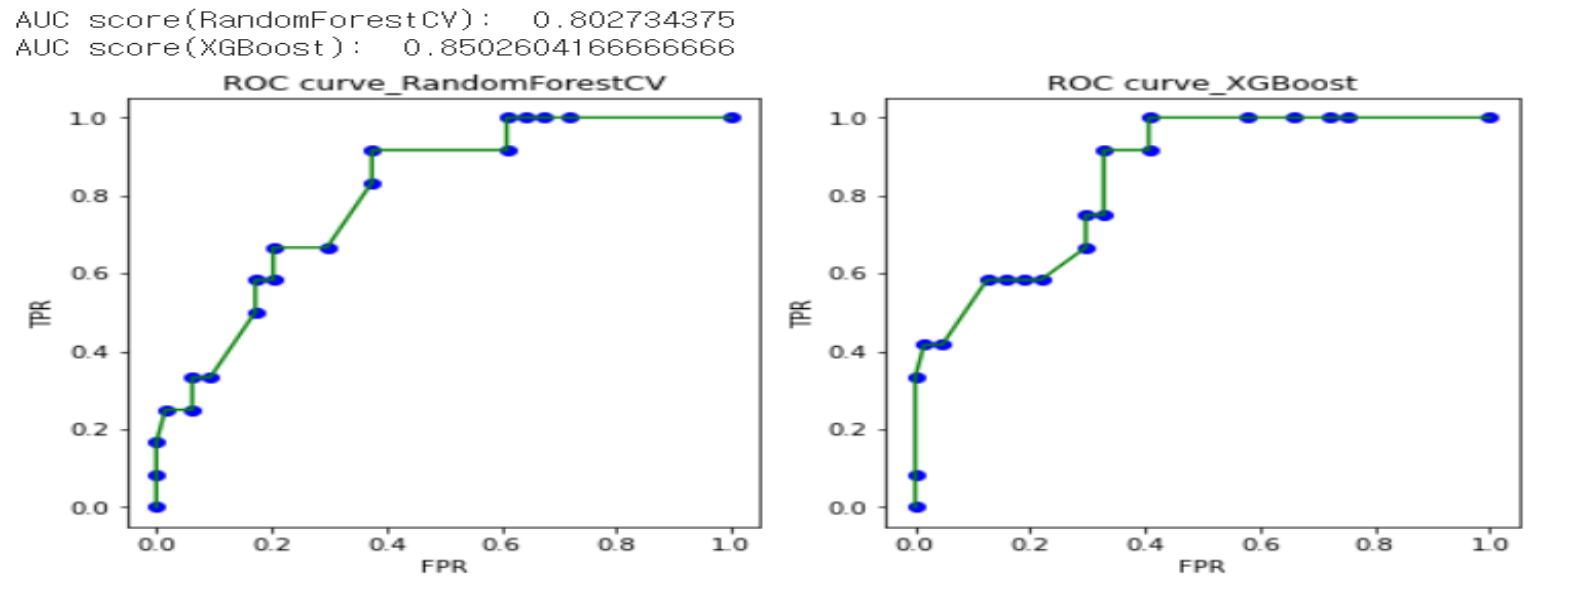 AUC score(RandomForestCV):  0.802734375
AUC score(XGBoost):  0.8502604166666666
ROC curve_RandomForestCV
1.0
0.8
0.6
0.4
0.2
0.0
TPR
0.0 0.2 0.4 0.6 0.8 1.0
FPR
ROC curve_XGBoost
1.0
0.8
0.6
0.4
0.2
0.0
TPR
0.0 0.2 0.4 0.6 0.8 1.0
FPR